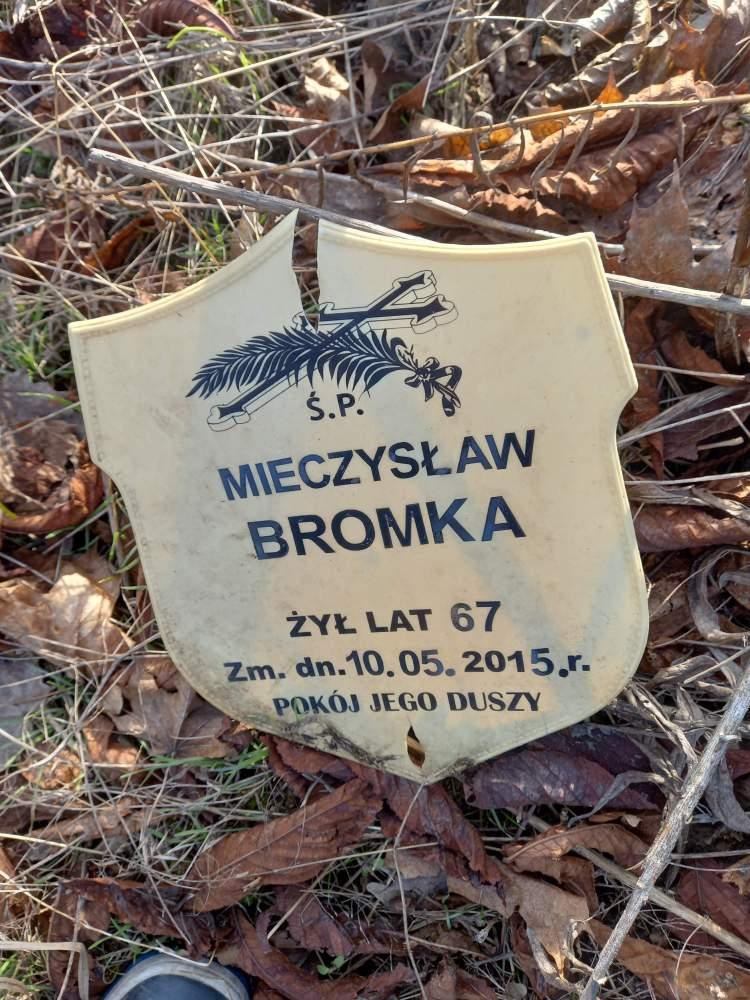 Ś.P.
MIECZYSŁAW
BROMKA
ŻYŁ LAT 67
Zm. dn. 10.05.2015.r.
POKÓJ JEGO DUSZY